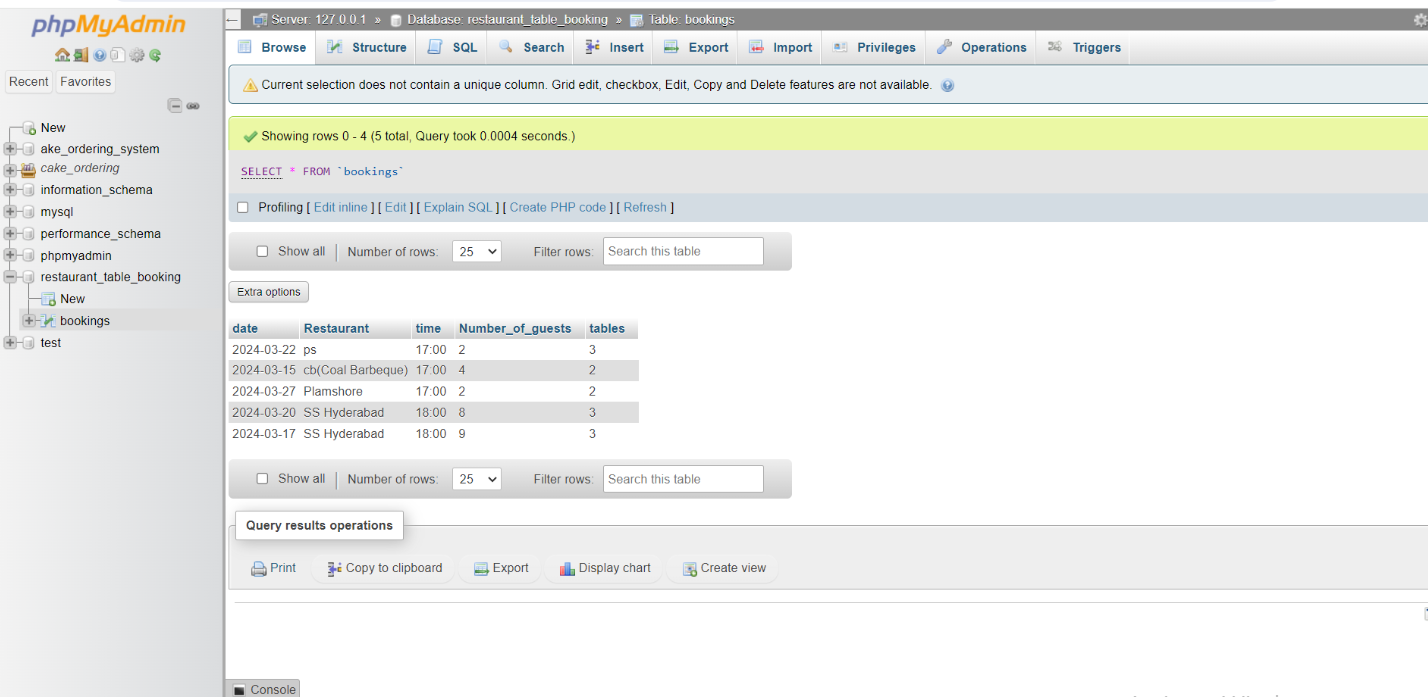 phpMyAdmin
Recent Favorites
New
ake_ordering_system
cake_ordering
information_schema
mysql
performance_schema
phpmyadmin
restaurant_table_booking
New
bookings
test
Server: 127.0.0.1 » Database: restaurant_table_booking » Table: bookings
Browse Structure SQL Search Insert Export Import Privileges Operations Triggers
Current selection does not contain a unique column. Grid edit, checkbox, Edit, Copy and Delete features are not available.
Showing rows 0 - 4 (5 total, Query took 0.0004 seconds.)
SELECT * FROM `bookings`
Profiling [ Edit inline ] [ Edit ] [ Explain SQL ] [ Create PHP code ] [ Refresh ]
Show all Number of rows: 25 Filter rows: Search this table
Extra options
date Restaurant time Number_of_guests tables
2024-03-22 ps 17:00 2 3
2024-03-15 cb(Coal Barbeque) 17:00 4 2
2024-03-27 Plamshore 17:00 2 2
2024-03-20 SS Hyderabad 18:00 8 3
2024-03-17 SS Hyderabad 18:00 9 3
Show all Number of rows: 25 Filter rows: Search this table
Query results operations
Print Copy to clipboard Export Display chart Create view
Console